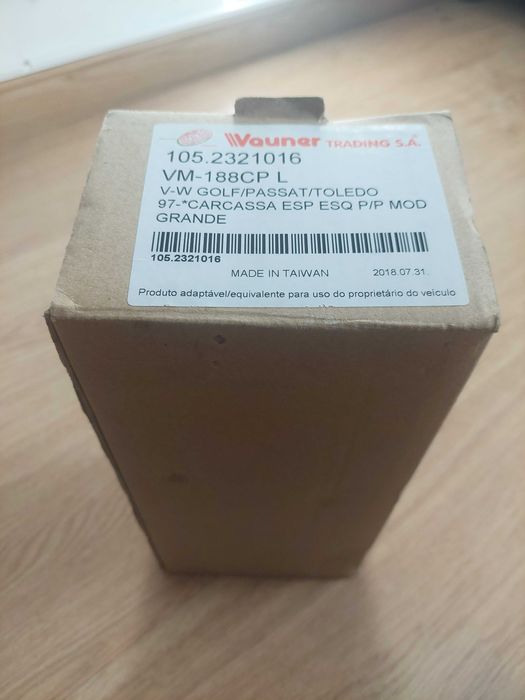 Wauner TRADING S.A.
105.2321016
VM-188CP L
V-W GOLF/PASSAT/TOLEDO
97-*CARCASSA ESP ESQ P/P MOD
GRANDE
105.2321016
MADE IN TAIWAN 2018.07.31.
Produto adaptável/equivalente para uso do proprietário do veículo